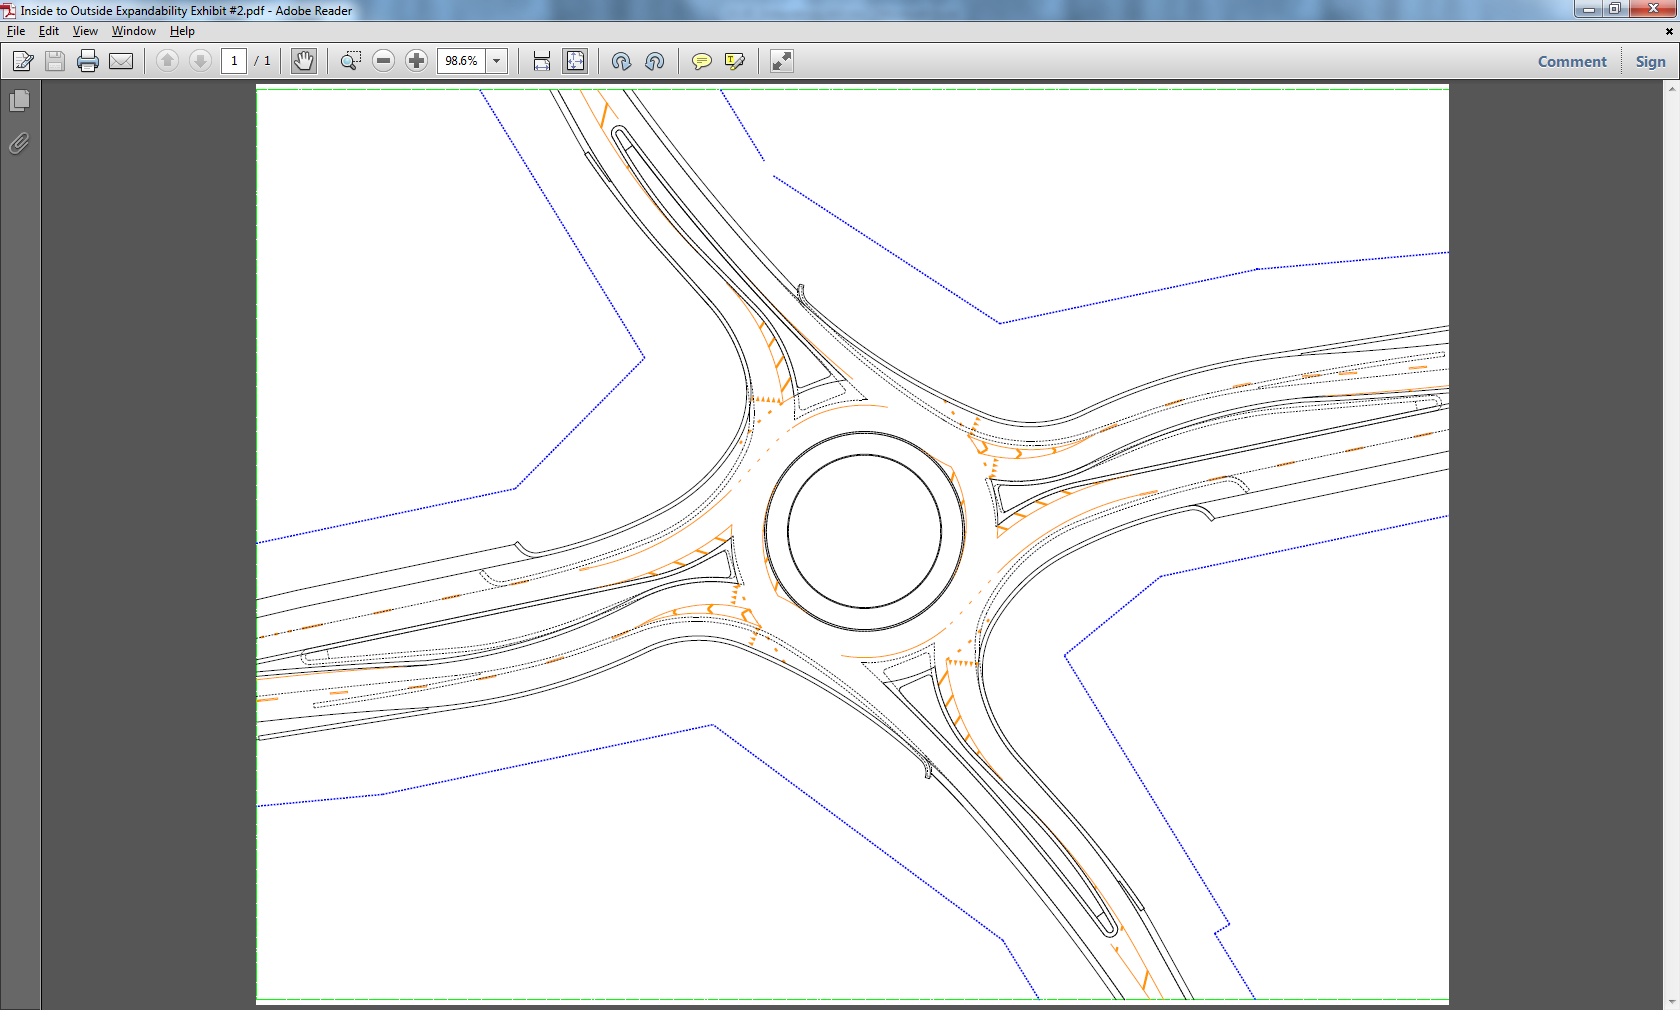 Inside to Outside Expandability Exhibit #2.pdf - Adobe Reader
File Edit View Window Help
1 / 1 98.6% Comment Sign